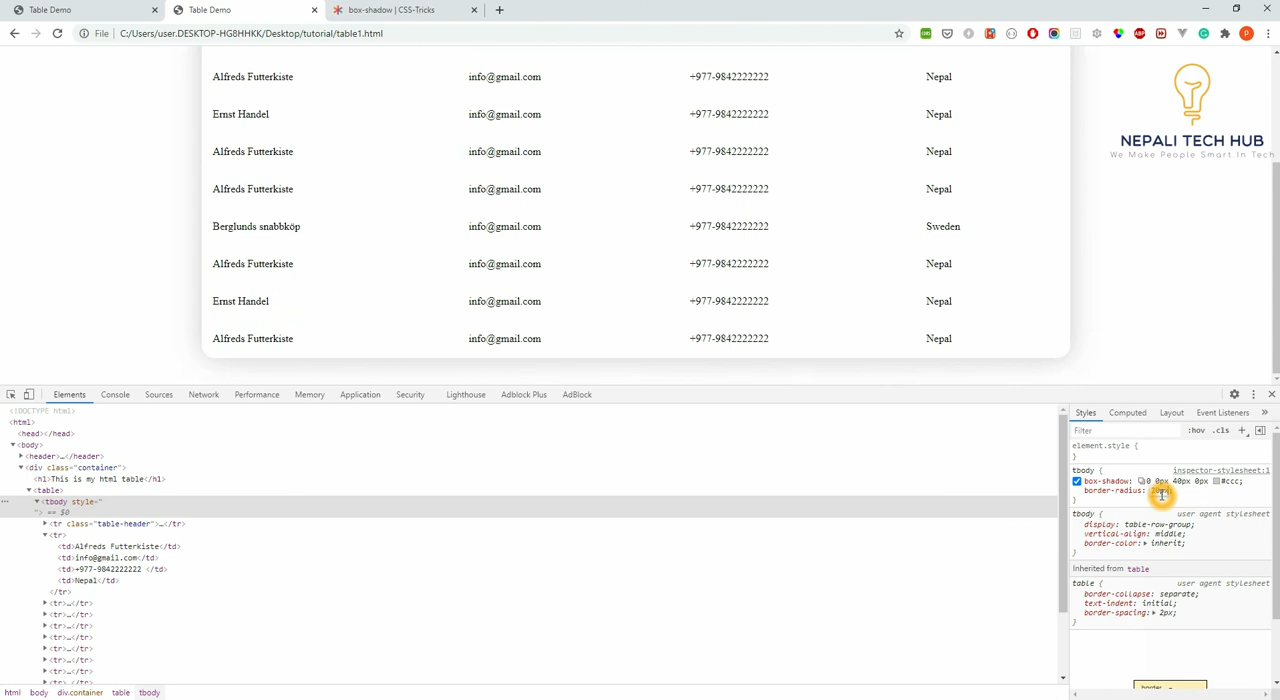 Table Demo
Table Demo
box-shadow | CSS-Tricks
File | C:/Users/user.DESKTOP-HG8HHKK/Desktop/tutorial/table1.html
Alfreds Futterkiste info@gmail.com +977-9842222222 Nepal
Ernst Handel info@gmail.com +977-9842222222 Nepal
Alfreds Futterkiste info@gmail.com +977-9842222222 Nepal
Alfreds Futterkiste info@gmail.com +977-9842222222 Nepal
Berglunds snabbköp info@gmail.com +977-9842222222 Sweden
Alfreds Futterkiste info@gmail.com +977-9842222222 Nepal
Ernst Handel info@gmail.com +977-9842222222 Nepal
Alfreds Futterkiste info@gmail.com +977-9842222222 Nepal
NEPALI TECH HUB
We Make People Smart In Tech
Elements Console Sources Network Performance Memory Application Security Lighthouse Adblock Plus AdBlock
<!DOCTYPE html>
<html>
<head></head>
<body>
<header>…</header>
<div class="container">
<h1>This is my html table</h1>
<table>
<tbody style="
"> == $0
<tr class="table-header">…</tr>
<tr>
<td>Alfreds Futterkiste</td>
<td>info@gmail.com</td>
<td>+977-9842222222 </td>
<td>Nepal</td>
</tr>
<tr>…</tr>
<tr>…</tr>
<tr>…</tr>
<tr>…</tr>
<tr>…</tr>
<tr>…</tr>
<tr>…</tr>
<tr>…</tr>
html body div.container table tbody
Styles Computed Layout Event Listeners »
Filter :hov .cls +
element.style {
}
tbody { inspector-stylesheet:1
box-shadow: 0 0px 40px 0px #ccc;
border-radius: 20px;
}
tbody { user agent stylesheet
display: table-row-group;
vertical-align: middle;
border-color: inherit;
}
Inherited from table
table { user agent stylesheet
border-collapse: separate;
text-indent: initial;
border-spacing: 2px;
}